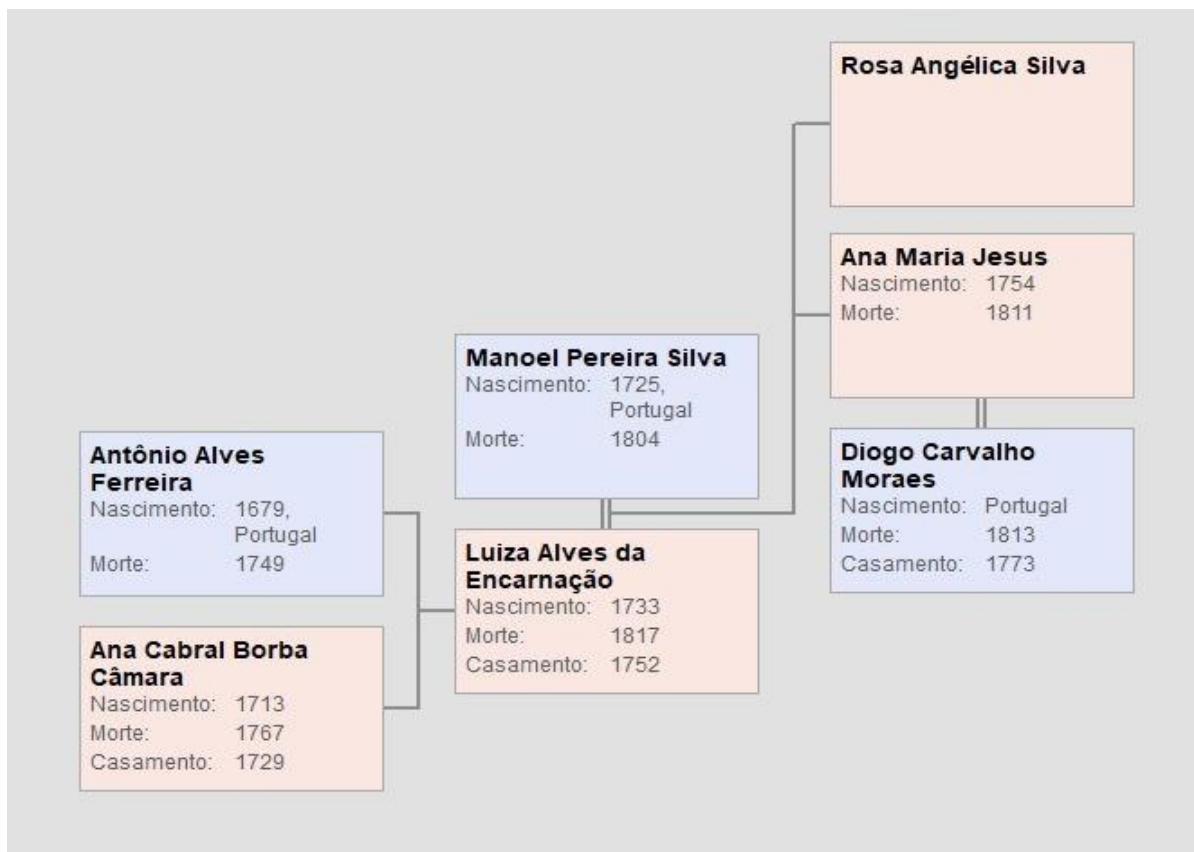 Rosa Angélica Silva
Ana Maria Jesus
Nascimento: 1754
Morte: 1811
Manoel Pereira Silva
Nascimento: 1725,
Portugal
Morte: 1804
Diogo Carvalho
Moraes
Nascimento: Portugal
Morte: 1813
Casamento: 1773
Antônio Alves
Ferreira
Nascimento: 1679,
Portugal
Morte: 1749
Luiza Alves da
Encarnação
Nascimento: 1733
Morte: 1817
Casamento: 1752
Ana Cabral Borba
Câmara
Nascimento: 1713
Morte: 1767
Casamento: 1729